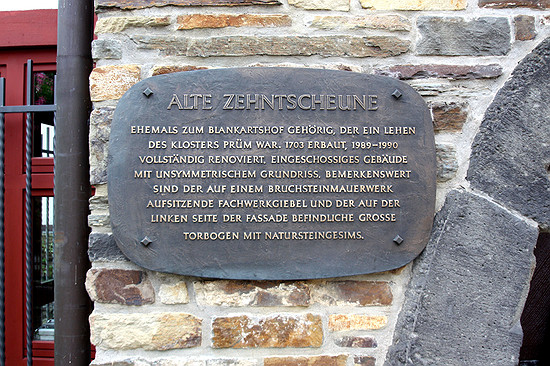 ALTE ZEHNTSCHEUNE
EHEMALS ZUM BLANKARTSHOF GEHÖRIG, DER EIN LEHEN
DES KLOSTERS PRÜM WAR. 1703 ERBAUT, 1989-1990
VOLLSTÄNDIG RENOVIERT, EINGESCHOSSIGES GEBÄUDE
MIT UNSYMMETRISCHEM GRUNDRISS. BEMERKENSWERT
SIND DER AUF EINEM BRUCHSTEINMAUERWERK
AUFSITZENDE FACHWERKGIEBEL UND DER AUF DER
LINKEN SEITE DER FASSADE BEFINDLICHE GROSSE
TORBOGEN MIT NATURSTEINGESIMS.